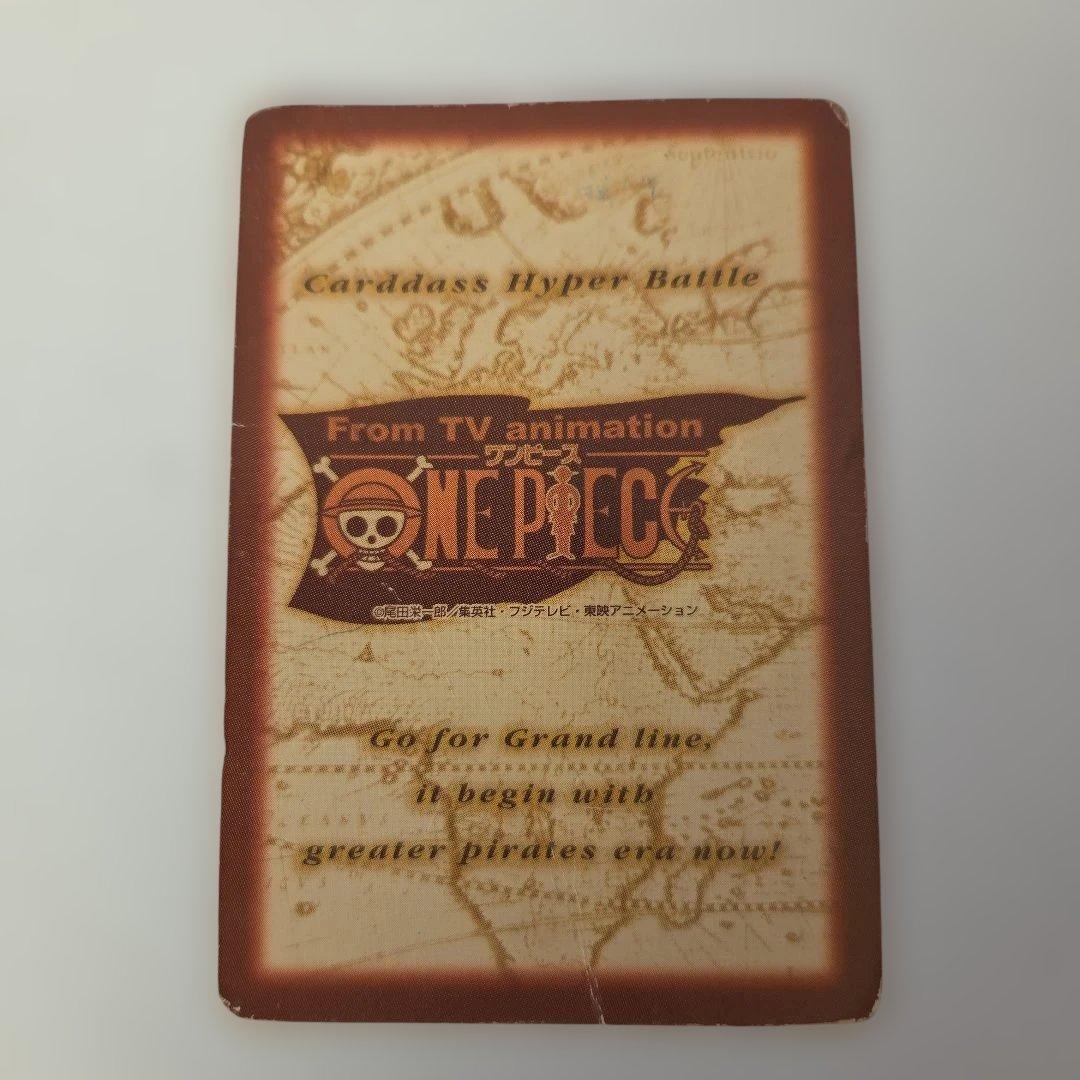 Septentrio
Carddass Hyper Battle
From TV animation
ワンピース
ONE PIECE
©尾田栄一郎/集英社・フジテレビ・東映アニメーション
Go for Grand line,
it begin with
greater pirates era now!